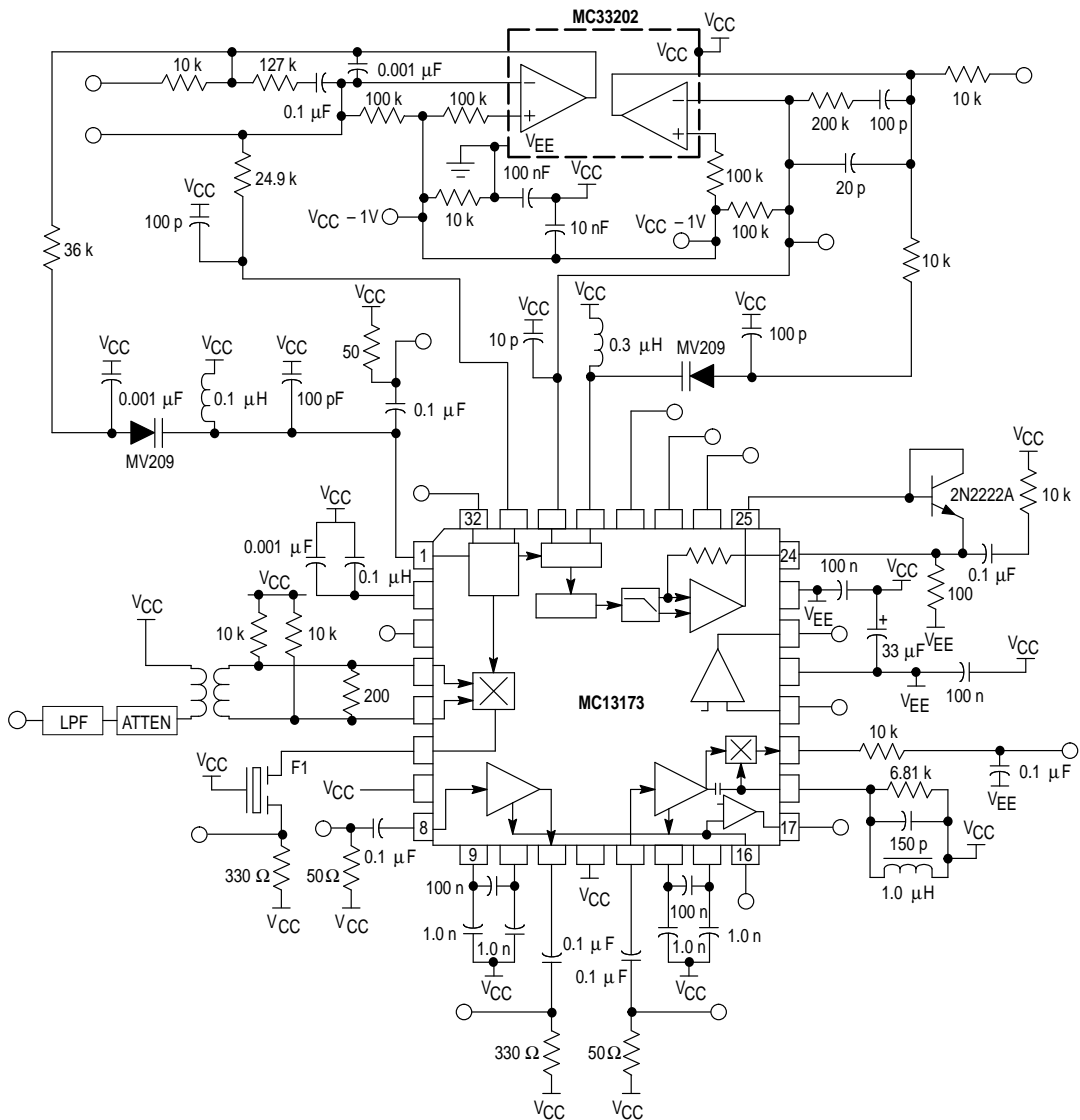 MC33202
VCC
VCC
10 k
127 k
0.001 µF
0.1 µF
100 k
100 k
−
+
VEE
−
+
200 k
100 p
10 k
20 p
100 k
100 k
24.9 k
VCC
100 p
36 k
100 nF
VCC
10 k
10 nF
VCC − 1V
VCC − 1V
10 k
VCC
50
0.1 µF
VCC
10 p
VCC
0.3 µH
MV209
VCC
100 p
VCC
0.001 µF
VCC
0.1 µH
VCC
100 pF
MV209
2N2222A
VCC
10 k
0.1 µF
100
VEE
VCC
0.001 µF
0.1 µH
32
25
1
24
100 n
VCC
VEE
+
33 µF
VCC
100 n
VEE
VCC
VCC
10 k
10 k
200
LPF
ATTEN
MC13173
10 k
0.1 µF
VEE
VCC
F1
VCC
8
17
6.81 k
150 p
VCC
1.0 µH
330 Ω
VCC
50Ω
VCC
0.1 µF
9
16
100 n
1.0 n
1.0 n
VCC
VCC
0.1 µF
0.1 µF
100 n
1.0 n
1.0 n
VCC
330 Ω
VCC
50Ω
VCC